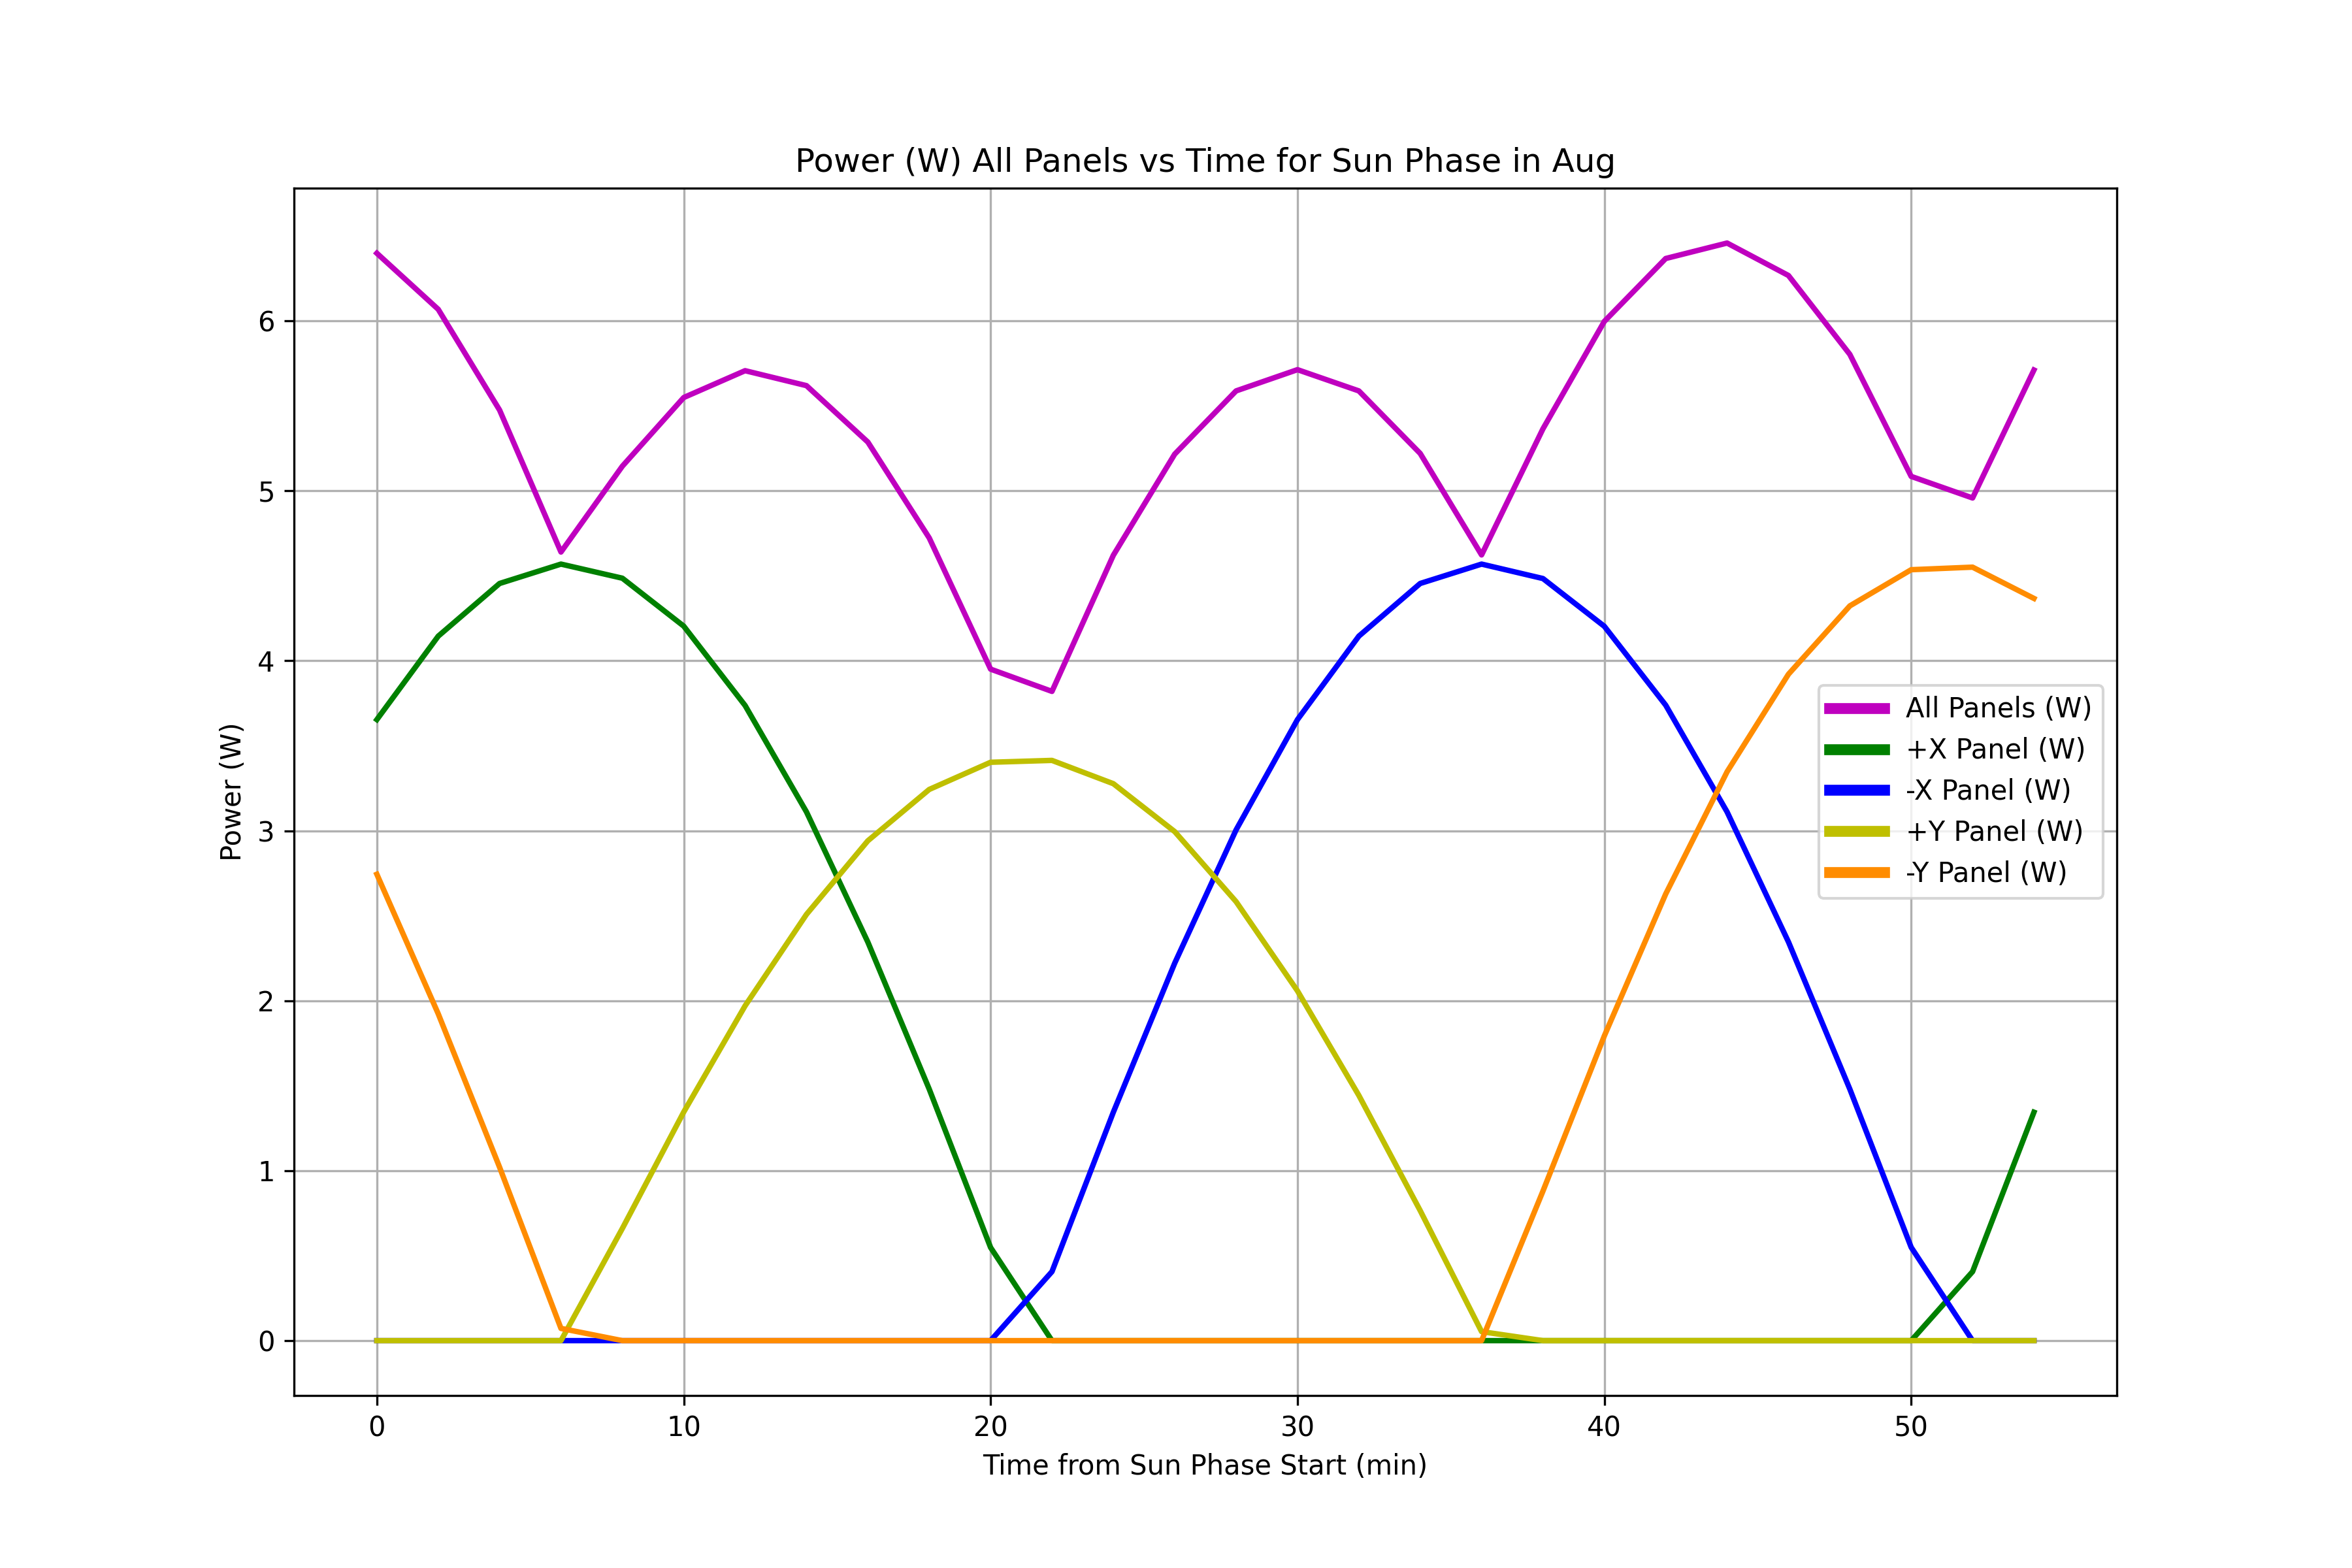 Power (W) All Panels vs Time for Sun Phase in Aug
6
5
4
3
2
1
0
Power (W)
All Panels (W)
+X Panel (W)
-X Panel (W)
+Y Panel (W)
-Y Panel (W)
0 10 20 30 40 50
Time from Sun Phase Start (min)